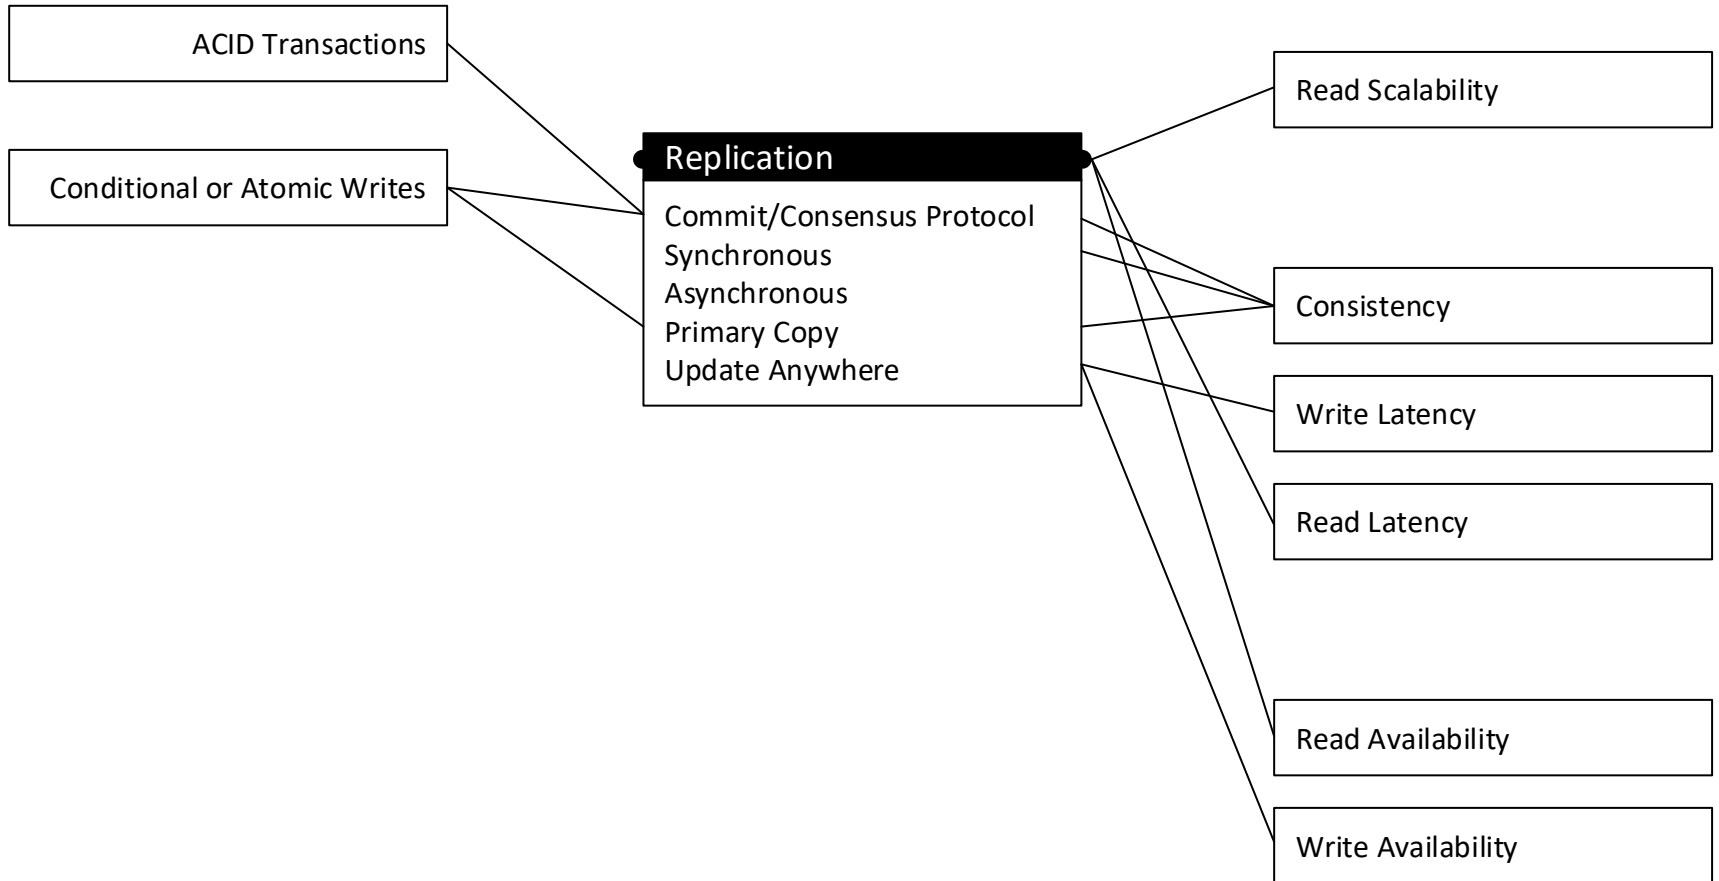 ACID Transactions
Conditional or Atomic Writes
Replication
Commit/Consensus Protocol
Synchronous
Asynchronous
Primary Copy
Update Anywhere
Read Scalability
Consistency
Write Latency
Read Latency
Read Availability
Write Availability